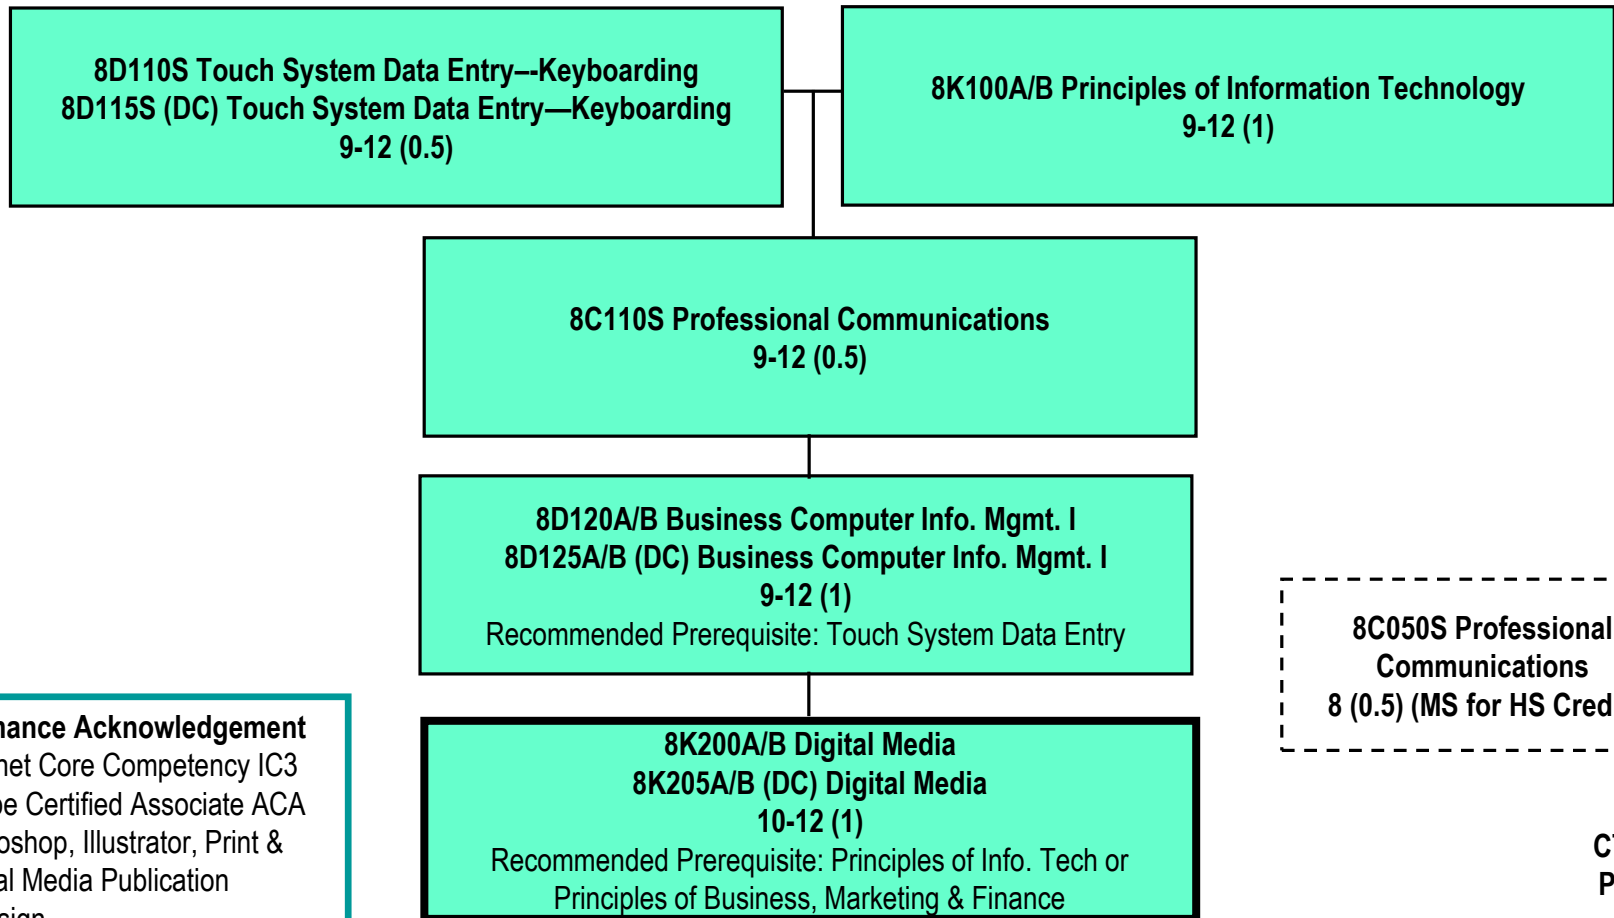 8D110S Touch System Data Entry–-Keyboarding
8D115S (DC) Touch System Data Entry—Keyboarding
9-12 (0.5)
8K100A/B Principles of Information Technology
9-12 (1)
8C110S Professional Communications
9-12 (0.5)
8D120A/B Business Computer Info. Mgmt. I
8D125A/B (DC) Business Computer Info. Mgmt. I
9-12 (1)
Recommended Prerequisite: Touch System Data Entry
8C050S Professional
Communications
8 (0.5) (MS for HS Cred
Acknowledgement
Core Competency IC3
Certified Associate ACA
Illustrator, Print &
Media Publication
8K200A/B Digital Media
8K205A/B (DC) Digital Media
10-12 (1)
Recommended Prerequisite: Principles of Info. Tech or
Principles of Business, Marketing & Finance